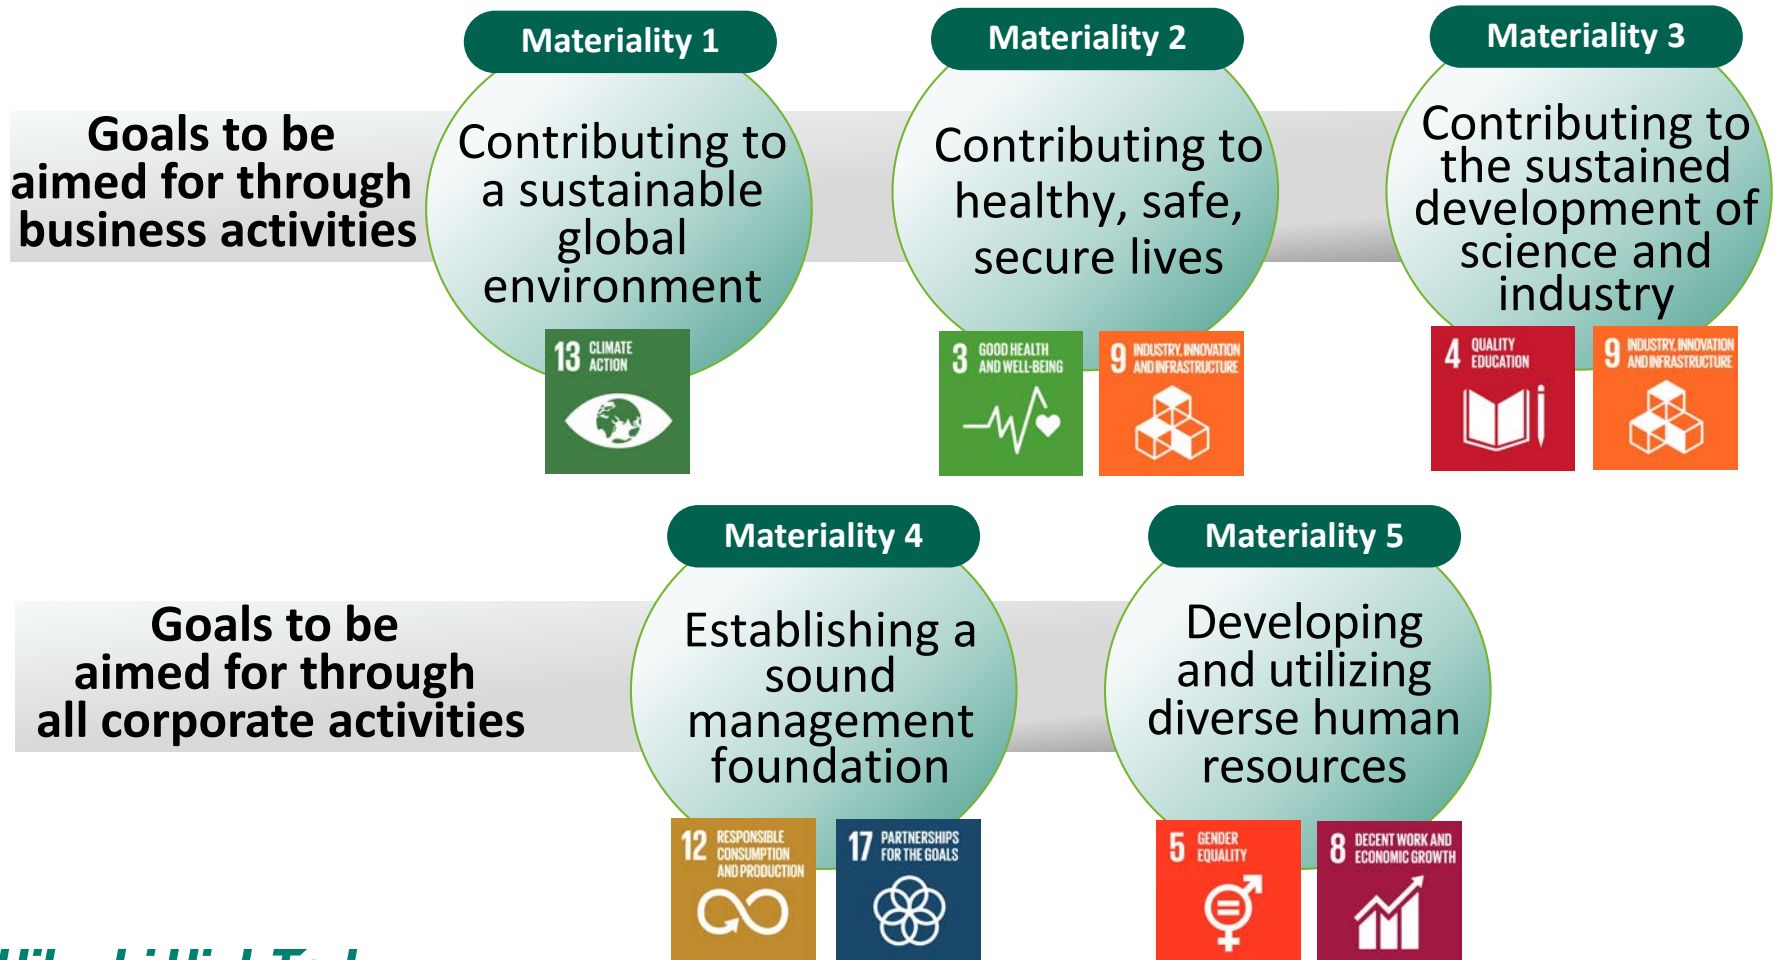 Materiality 1
Materiality 2
Materiality 3
Goals to be
aimed for through
business activities
Contributing to
a sustainable
global
environment
Contributing to
healthy, safe,
secure lives
Contributing to
the sustained
development of
science and
industry
13 CLIMATE
ACTION
3 GOOD HEALTH
AND WELL-BEING
9 INDUSTRY, INNOVATION
AND INFRASTRUCTURE
4 QUALITY
EDUCATION
9 INDUSTRY, INNOVATION
AND INFRASTRUCTURE
Materiality 4
Materiality 5
Goals to be
aimed for through
all corporate activities
Establishing a
sound
management
foundation
Developing
and utilizing
diverse human
resources
12 RESPONSIBLE
CONSUMPTION
AND PRODUCTION
17 PARTNERSHIPS
FOR THE GOALS
5 GENDER
EQUALITY
8 DECENT WORK AND
ECONOMIC GROWTH